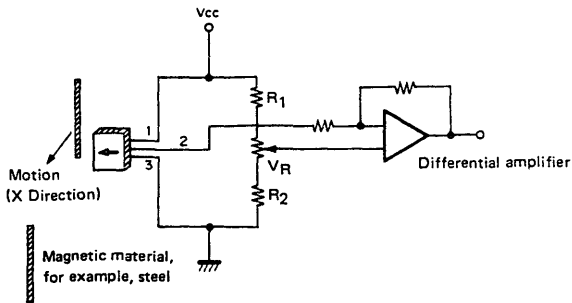 Vcc
R1
1
2
3
VR
R2
Differential amplifier
Motion
(X Direction)
Magnetic material,
for example, steel